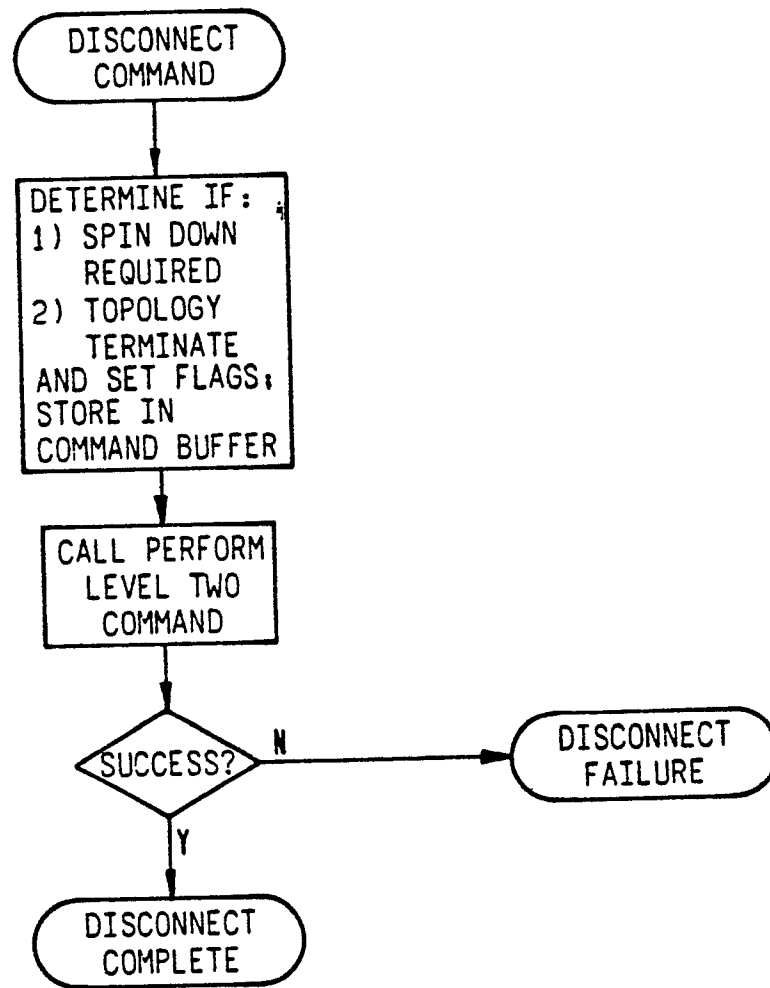 DISCONNECT
COMMAND
DETERMINE IF:
1) SPIN DOWN
REQUIRED
2) TOPOLOGY
TERMINATE
AND SET FLAGS;
STORE IN
COMMAND BUFFER
CALL PERFORM
LEVEL TWO
COMMAND
SUCCESS?
N
DISCONNECT
FAILURE
Y
DISCONNECT
COMPLETE